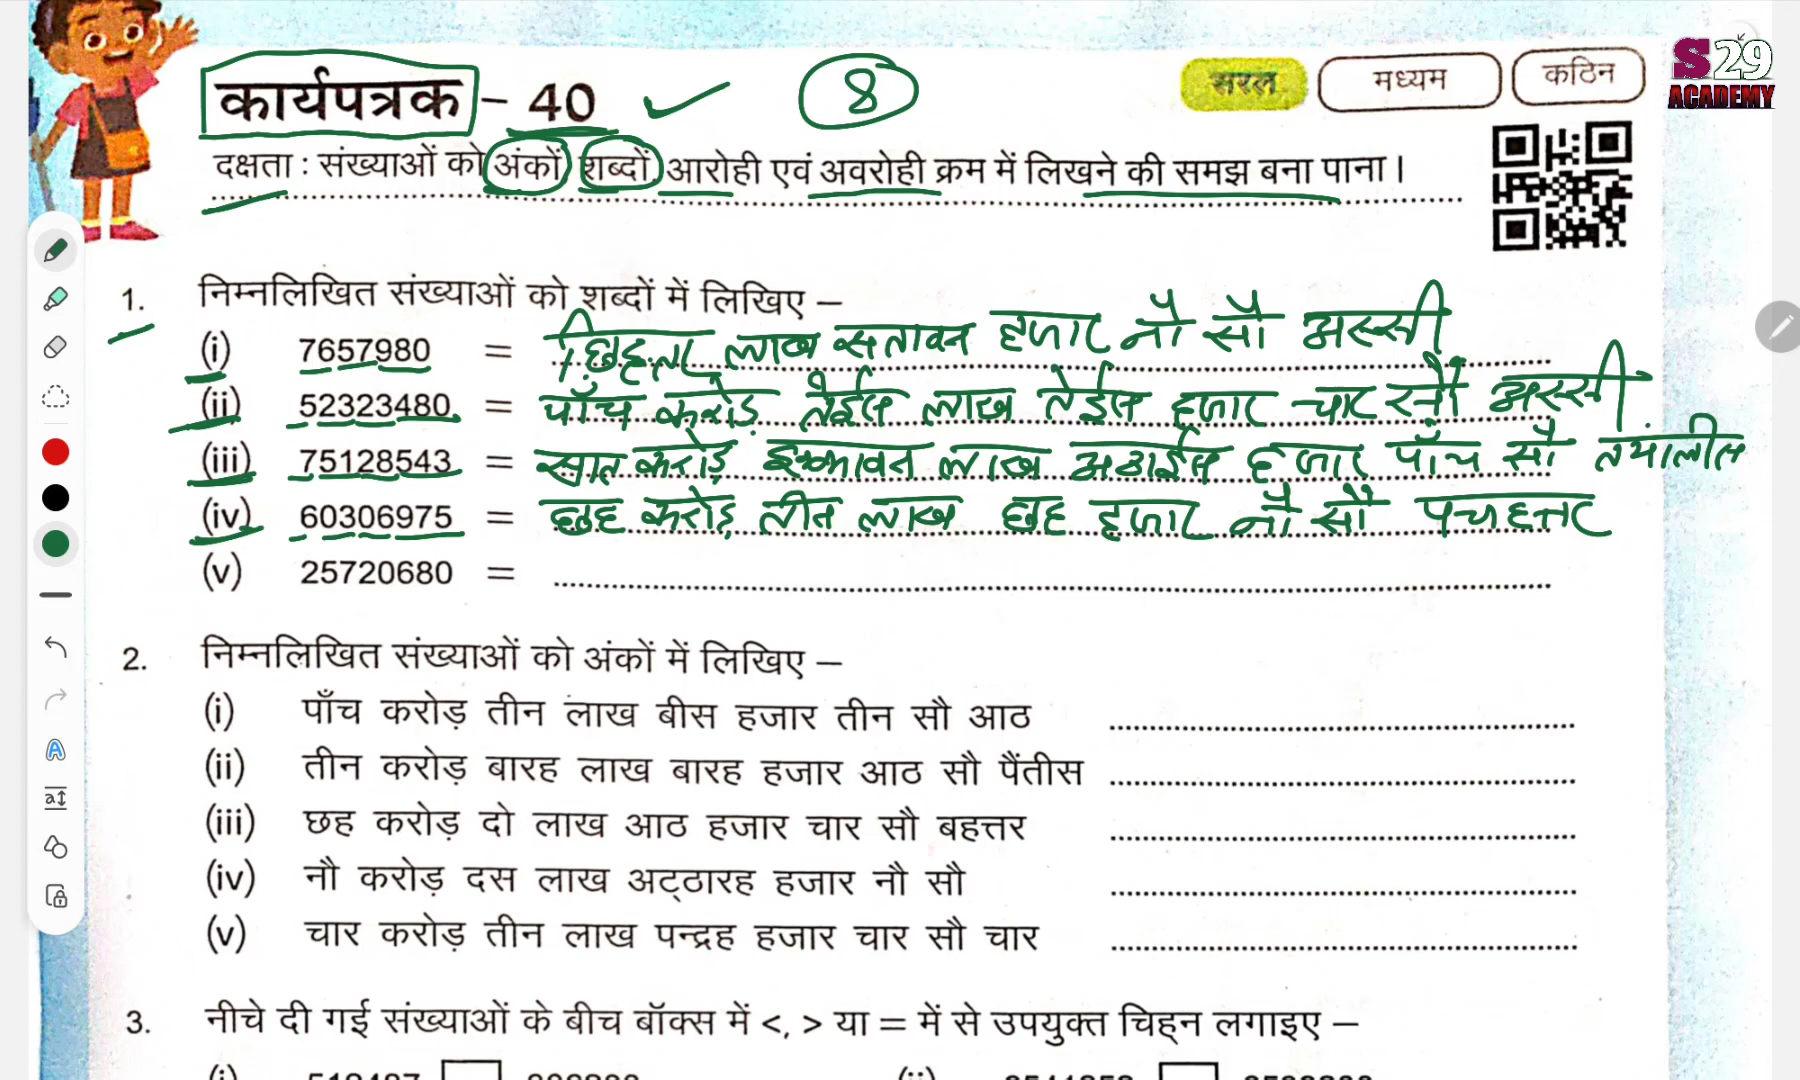 कार्यपत्रक – 40
8
सरल
मध्यम
कठिन
S29
ACADEMY
दक्षता : संख्याओं को अंकों शब्दों, आरोही एवं अवरोही क्रम में लिखने की समझ बना पाना।
1. निम्नलिखित संख्याओं को शब्दों में लिखिए –
(i) 7657980 = छिहत्तर लाख सतावन हजार नौ सौ अस्सी
(ii) 52323480 = पाँच करोड़ तेईस लाख तेईस हजार चार सौ अस्सी
(iii) 75128543 = सात करोड़ इक्कावन लाख अठाईस हजार पाँच सौ तयांलीस
(iv) 60306975 = छह करोड़ तीन लाख छह हजार नौ सौ पचहत्तर
(v) 25720680 =
2. निम्नलिखित संख्याओं को अंकों में लिखिए –
(i) पाँच करोड़ तीन लाख बीस हजार तीन सौ आठ
(ii) तीन करोड़ बारह लाख बारह हजार आठ सौ पैंतीस
(iii) छह करोड़ दो लाख आठ हजार चार सौ बहत्तर
(iv) नौ करोड़ दस लाख अट्ठारह हजार नौ सौ
(v) चार करोड़ तीन लाख पन्द्रह हजार चार सौ चार
3. नीचे दी गई संख्याओं के बीच बॉक्स में <, > या = में से उपयुक्त चिह्न लगाइए –
(i)
(ii)